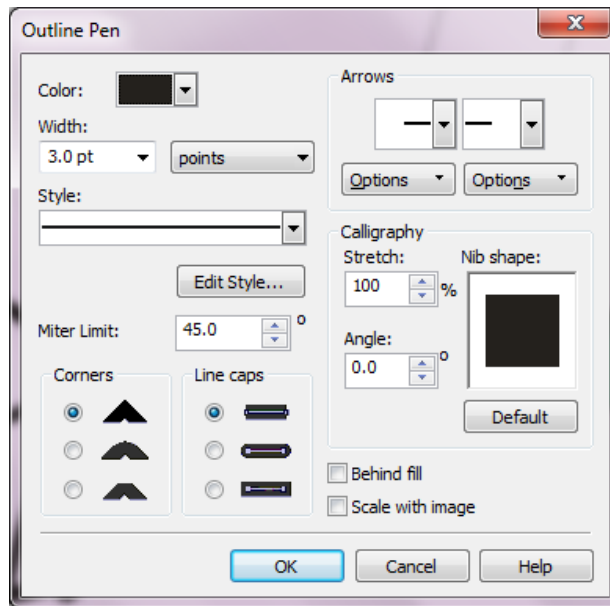 Outline Pen
Color:
Width:
3.0 pt
points
Style:
Edit Style...
Miter Limit:
45.0
o
Corners
Line caps
Arrows
Options
Options
Calligraphy
Stretch:
Nib shape:
100
%
Angle:
0.0
o
Default
Behind fill
Scale with image
OK
Cancel
Help